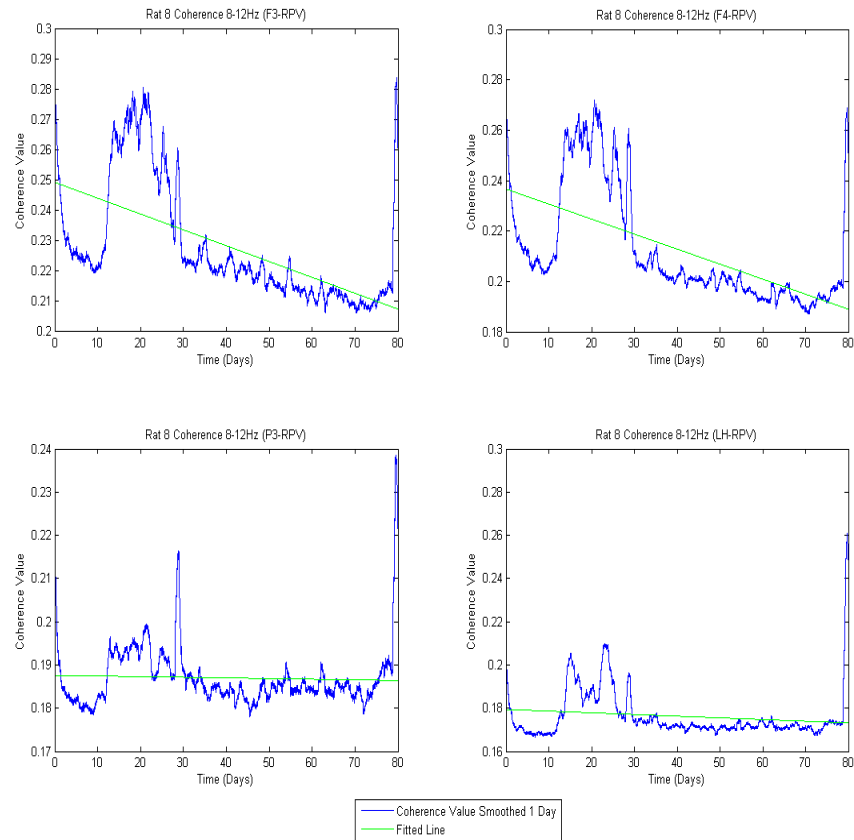 Rat 8 Coherence 8-12Hz (F3-RPV)
0.3
0.29
0.28
0.27
0.26
0.25
0.24
0.23
0.22
0.21
0.2
Coherence Value
0 10 20 30 40 50 60 70 80
Time (Days)
Rat 8 Coherence 8-12Hz (F4-RPV)
0.3
0.28
0.26
0.24
0.22
0.2
0.18
Coherence Value
0 10 20 30 40 50 60 70 80
Time (Days)
Rat 8 Coherence 8-12Hz (P3-RPV)
0.24
0.23
0.22
0.21
0.2
0.19
0.18
0.17
Coherence Value
0 10 20 30 40 50 60 70 80
Time (Days)
Rat 8 Coherence 8-12Hz (LH-RPV)
0.3
0.28
0.26
0.24
0.22
0.2
0.18
0.16
Coherence Value
0 10 20 30 40 50 60 70 80
Time (Days)
Coherence Value Smoothed 1 Day
Fitted Line